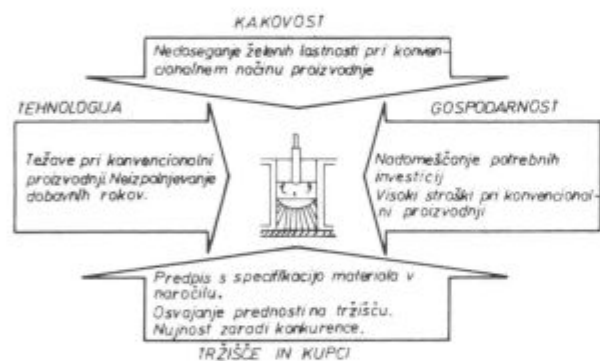 KAKOVOST
Nedoseganje želenih lastnosti pri konven-
cionalnem načinu proizvodnje
TEHNOLOGIJA
Težave pri konvencionalni
proizvodnji. Neizpolnjevanje
dobavnih rokov.
GOSPODARNOST
Nadomeščanje potrebnih
investicij
Visoki stroški pri konvencional-
ni proizvodnji
Predpis s specifikacijo materiala v
naročilu.
Osvajanje prednosti na tržišču.
Nujnost zaradi konkurence.
TRŽIŠČE IN KUPCI